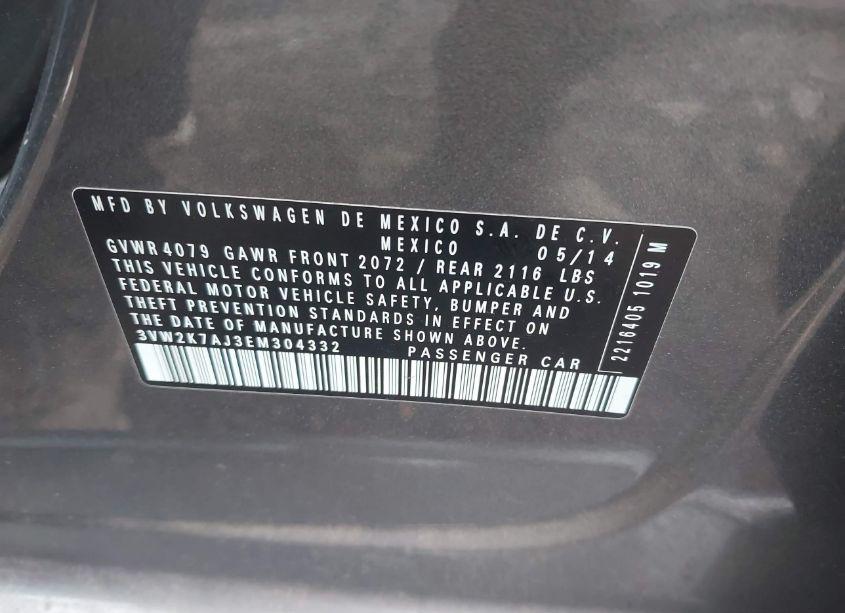 MFD BY VOLKSWAGEN DE MEXICO S.A. DE C.V.
MEXICO 05/14
GVWR4079 GAWR FRONT 2072 / REAR 2116 LBS
THIS VEHICLE CONFORMS TO ALL APPLICABLE U.S.
FEDERAL MOTOR VEHICLE SAFETY, BUMPER AND
THEFT PREVENTION STANDARDS IN EFFECT ON
THE DATE OF MANUFACTURE SHOWN ABOVE.
3VW2K7AJ3EM304332 PASSENGER CAR
2216405 1019 M